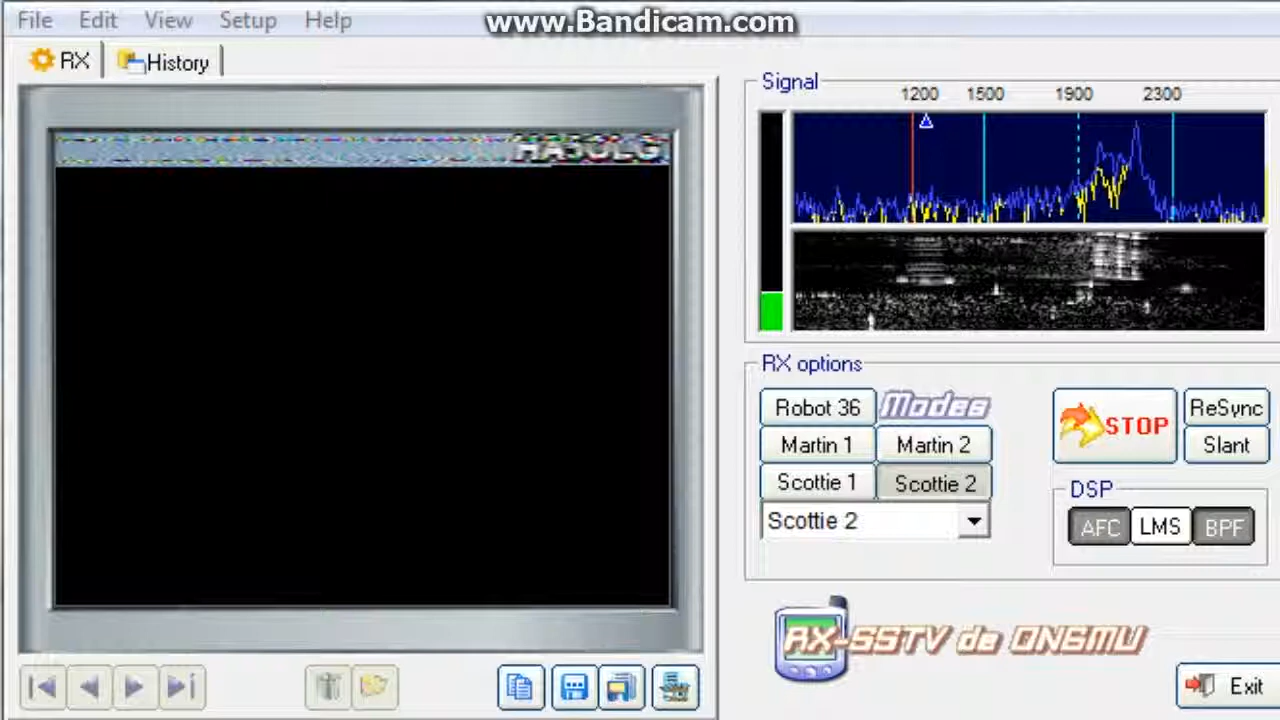 www.Bandicam.com
File Edit View Setup Help
RX History
Signal
1200 1500 1900 2300
RX options
Robot 36 Modes
Martin 1 Martin 2
Scottie 1 Scottie 2
Scottie 2
STOP
ReSync
Slant
DSP
AFC LMS BPF
RX-SSTV de ON6MU
Exit